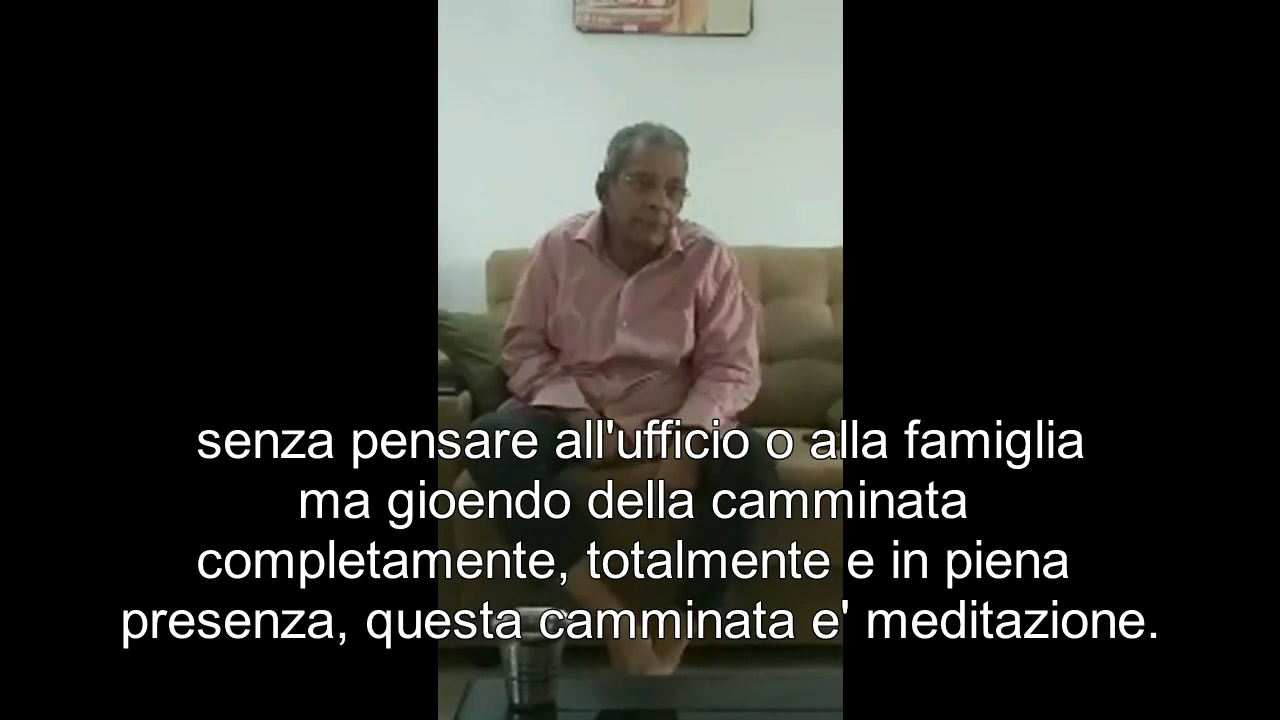 senza pensare all'ufficio o alla famiglia
ma gioendo della camminata
completamente, totalmente e in piena
presenza, questa camminata e' meditazione.